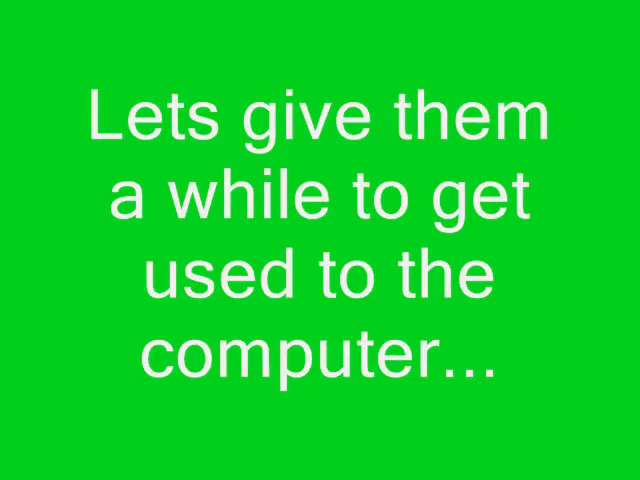 Lets give them
a while to get
used to the
computer...